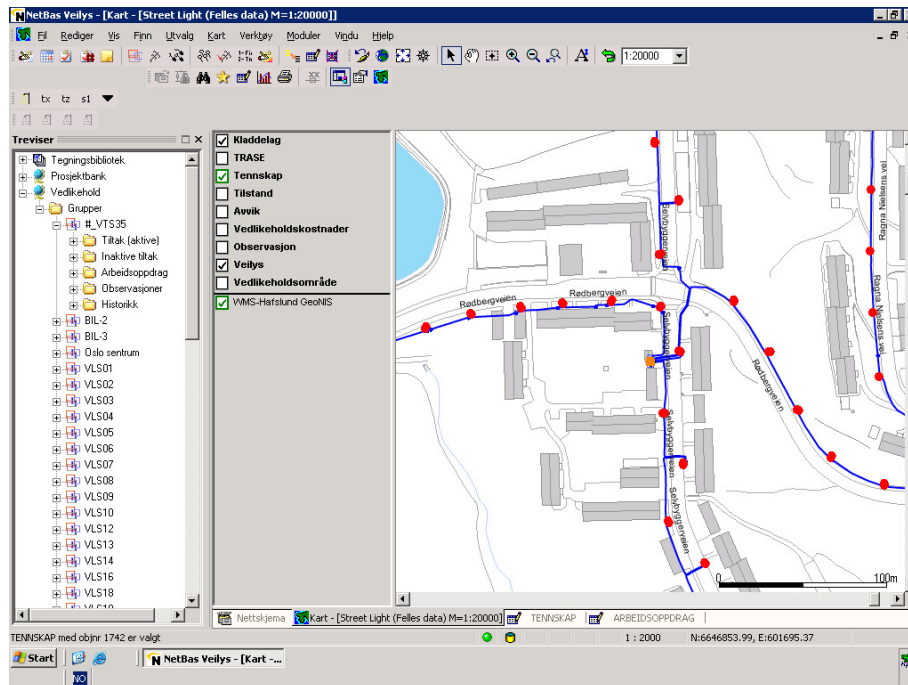 NetBas Veilys - [Kart - [Street Light (Felles data) M=1:20000]]
Fil Rediger Vis Finn Utvalg Kart Verktøy Moduler Vindu Hjelp
1:20000
tx tz s1
Treviser
Tegningsbibliotek
Prosjektbank
Vedlikehold
Grupper
#_VTS35
Tiltak (aktive)
Inaktive tiltak
Arbeidsoppdrag
Observasjoner
Historikk
BIL-2
BIL-3
Oslo sentrum
VLS01
VLS02
VLS03
VLS04
VLS05
VLS06
VLS07
VLS08
VLS09
VLS10
VLS12
VLS13
VLS14
VLS16
VLS18
Kladdelag
TRASE
Tennskap
Tilstand
Avvik
Vedlikeholdskostnader
Observasjon
Veilys
Vedlikeholdsområde
WMS-Hafslund GeoNIS
Selvbyggerveien
Ragna Nielsens vei
Ragna Nielsens vei
Rødbergveien
Rødbergveien
Selvbyggerveien
Rødbergveien
Selvbyggerveien
Selvbyggerveien
0 100m
Nettskjema Kart - [Street Light (Felles data) M=1:20000] TENNSKAP ARBEIDSOPPDRAG
TENNSKAP med objnr 1742 er valgt 1 : 2000 N:6646853.99, E:601695.37
Start NetBas Veilys - [Kart -...
NO